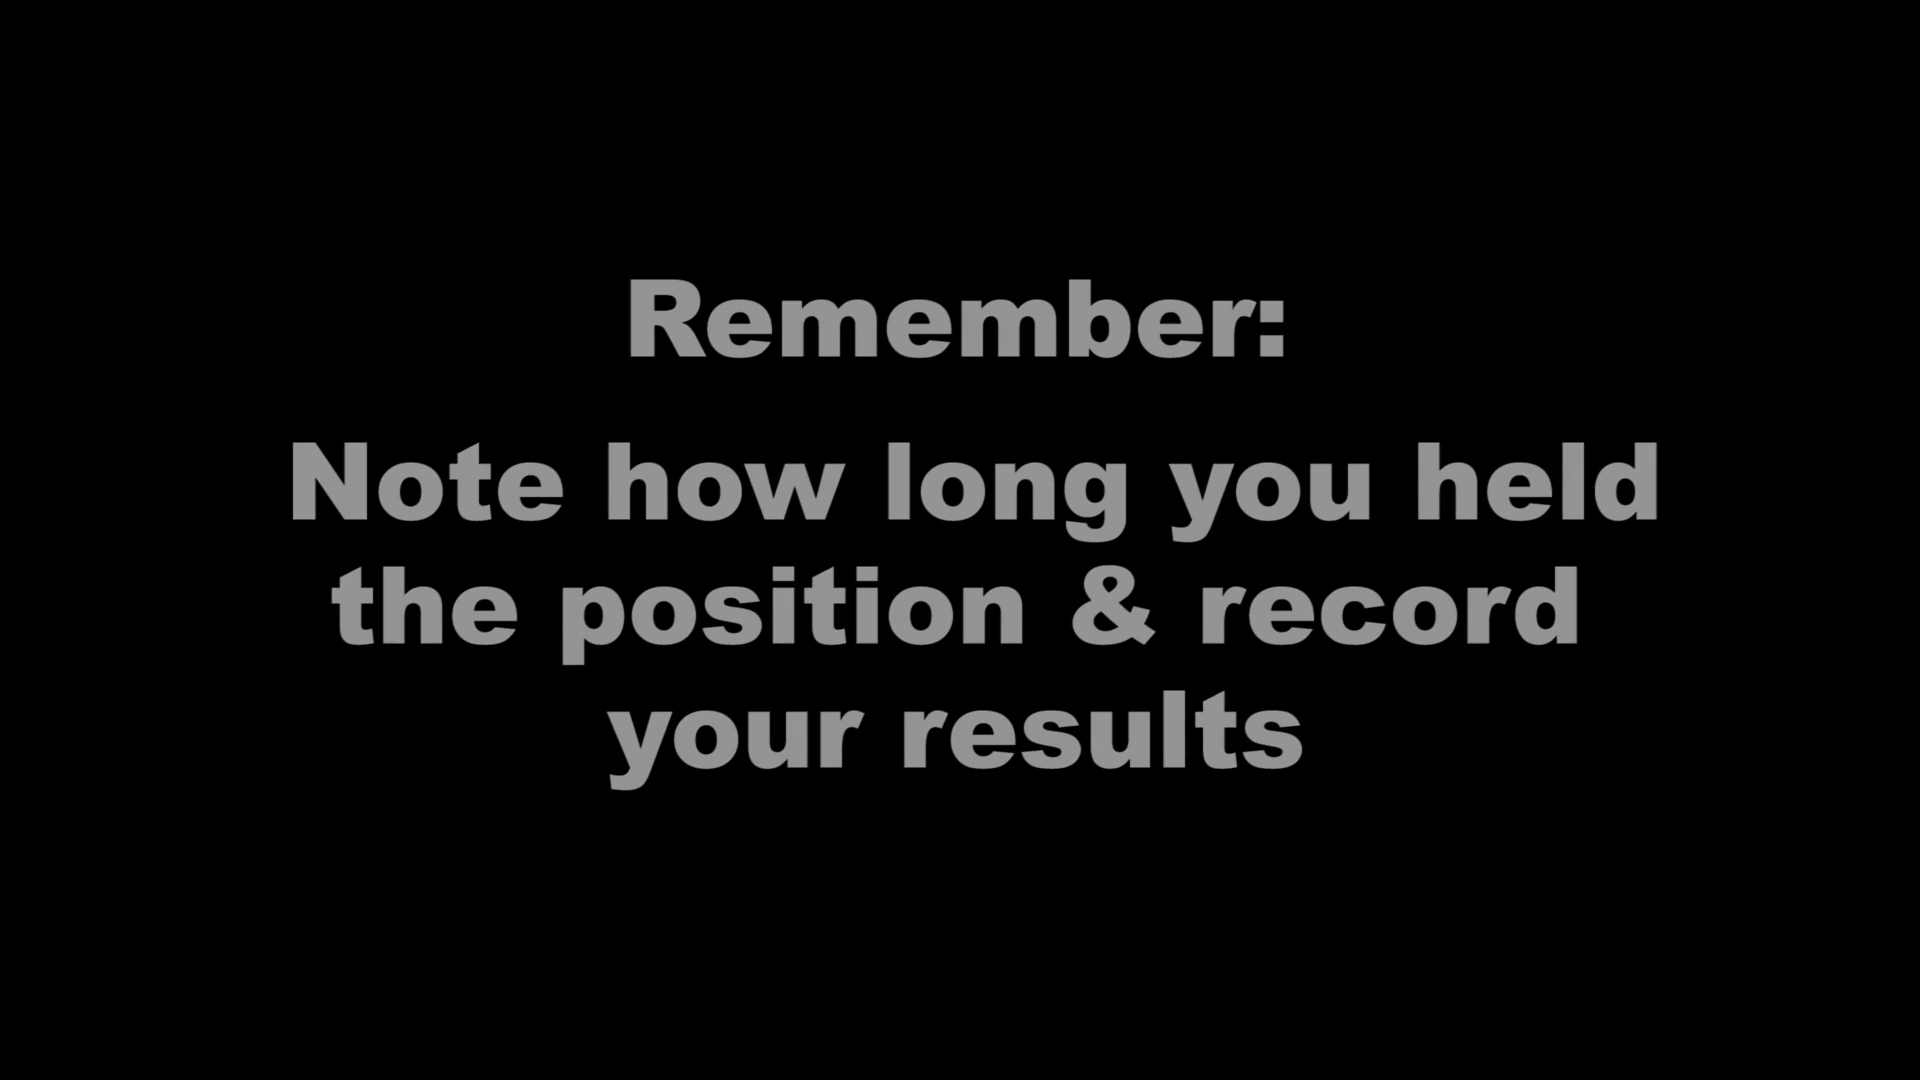 Remember:
Note how long you held
the position & record
your results